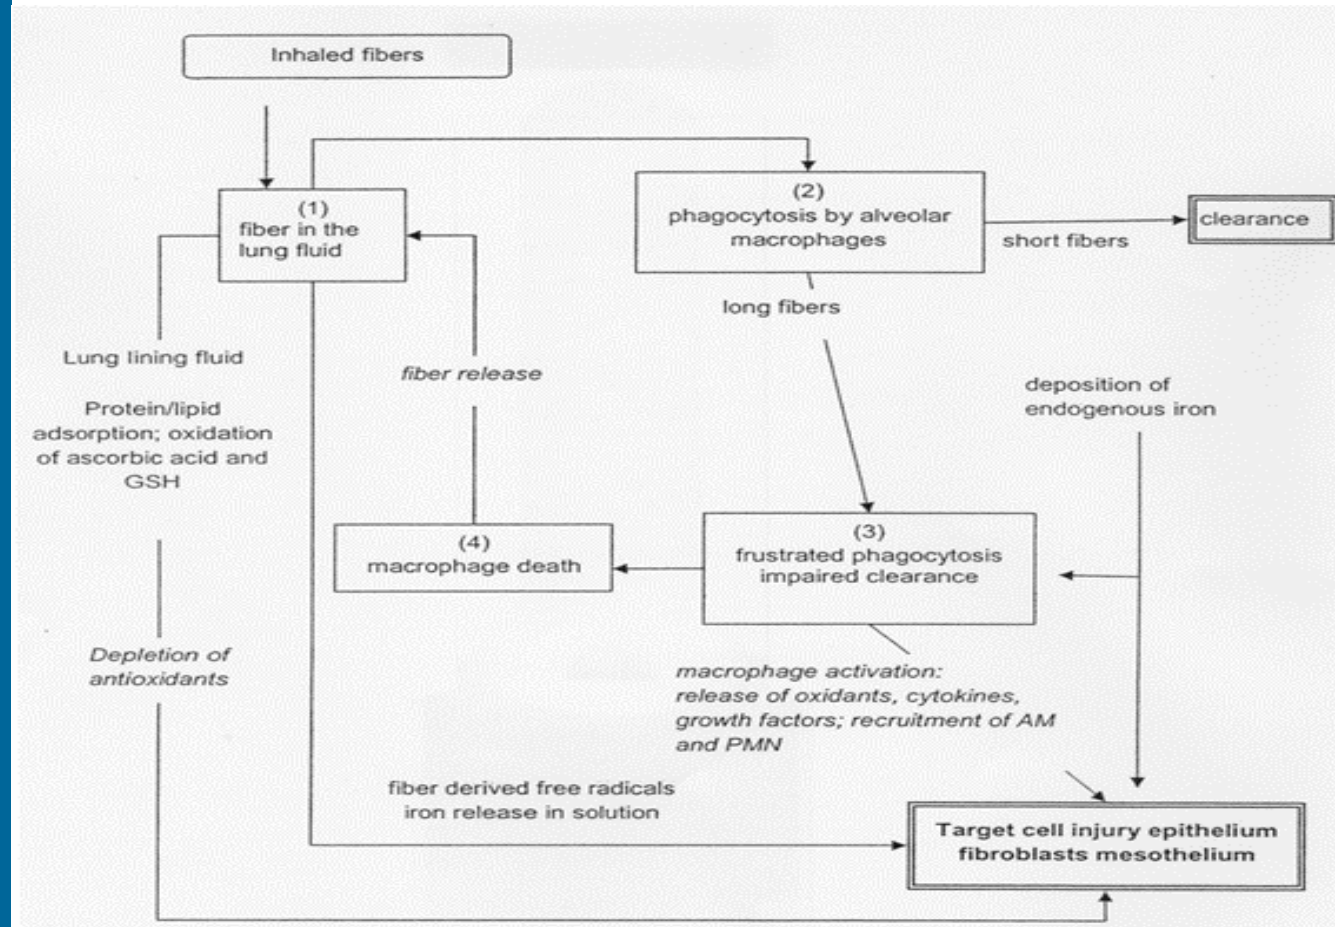 Inhaled fibers
(1)
fiber in the
lung fluid
(2)
phagocytosis by alveolar
macrophages
clearance
short fibers
long fibers
Lung lining fluid
Protein/lipid
adsorption; oxidation
of ascorbic acid and
GSH
fiber release
deposition of
endogenous iron
(3)
frustrated phagocytosis
impaired clearance
(4)
macrophage death
Depletion of
antioxidants
macrophage activation:
release of oxidants, cytokines,
growth factors; recruitment of AM
and PMN
fiber derived free radicals
iron release in solution
Target cell injury epithelium
fibroblasts mesothelium